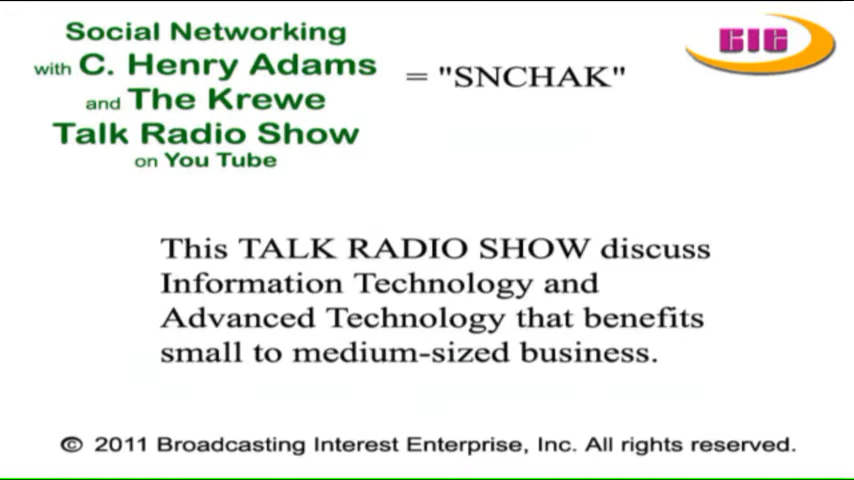 Social Networking
with C. Henry Adams
and The Krewe
Talk Radio Show
on You Tube
= "SNCHAK"
This TALK RADIO SHOW discuss
Information Technology and
Advanced Technology that benefits
small to medium-sized business.
© 2011 Broadcasting Interest Enterprise, Inc. All rights reserved.